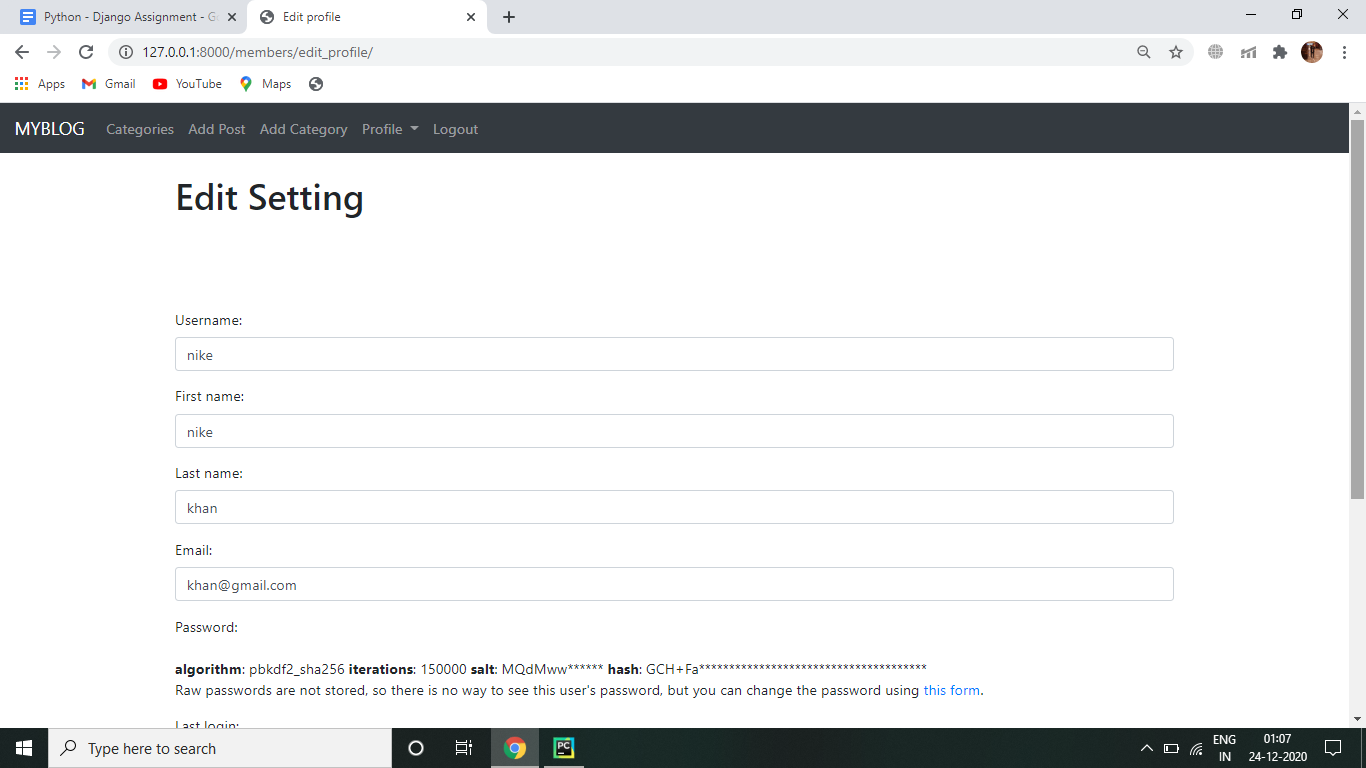 Python - Django Assignment - G
Edit profile
127.0.0.1:8000/members/edit_profile/
Apps Gmail YouTube Maps
MYBLOG Categories Add Post Add Category Profile Logout
Edit Setting
Username:
nike
First name:
nike
Last name:
khan
Email:
khan@gmail.com
Password:
algorithm: pbkdf2_sha256 iterations: 150000 salt: MQdMww****** hash: GCH+Fa**************************************
Raw passwords are not stored, so there is no way to see this user's password, but you can change the password using this form.
Last login:
Type here to search
PC
ENG
IN
01:07
24-12-2020